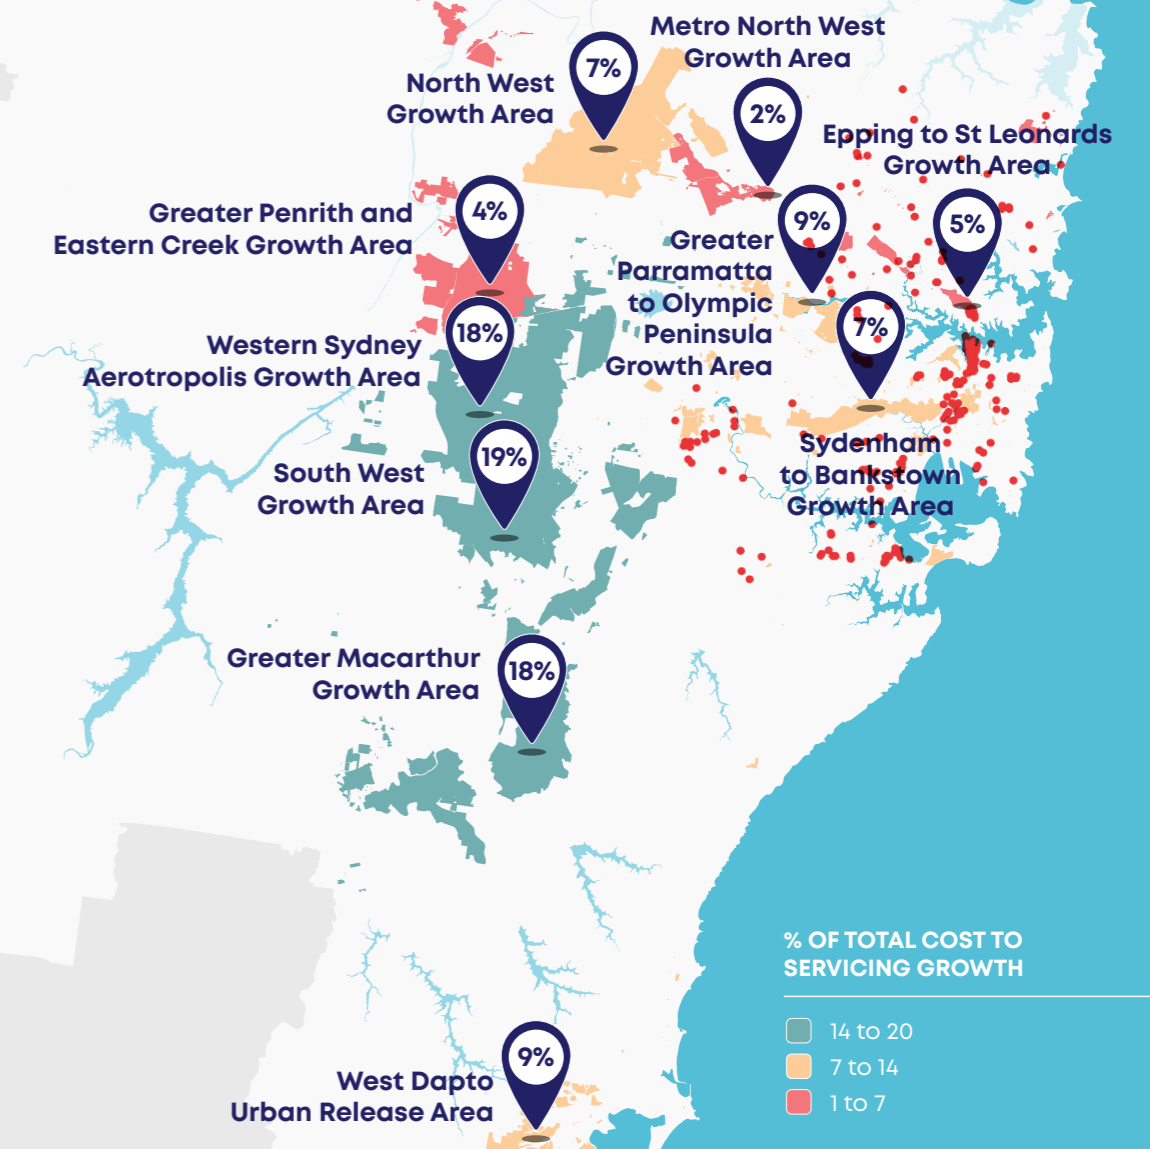 Metro North West
Growth Area
7%
North West
Growth Area
2%
Epping to St Leonards
Growth Area
Greater Penrith and
Eastern Creek Growth Area
4%
9%
5%
Greater
Parramatta
to Olympic
Peninsula
Growth Area
7%
Western Sydney
Aerotropolis Growth Area
18%
South West
Growth Area
19%
Sydenham
to Bankstown
Growth Area
Greater Macarthur
Growth Area
18%
% OF TOTAL COST TO
SERVICING GROWTH
14 to 20
7 to 14
1 to 7
West Dapto
Urban Release Area
9%